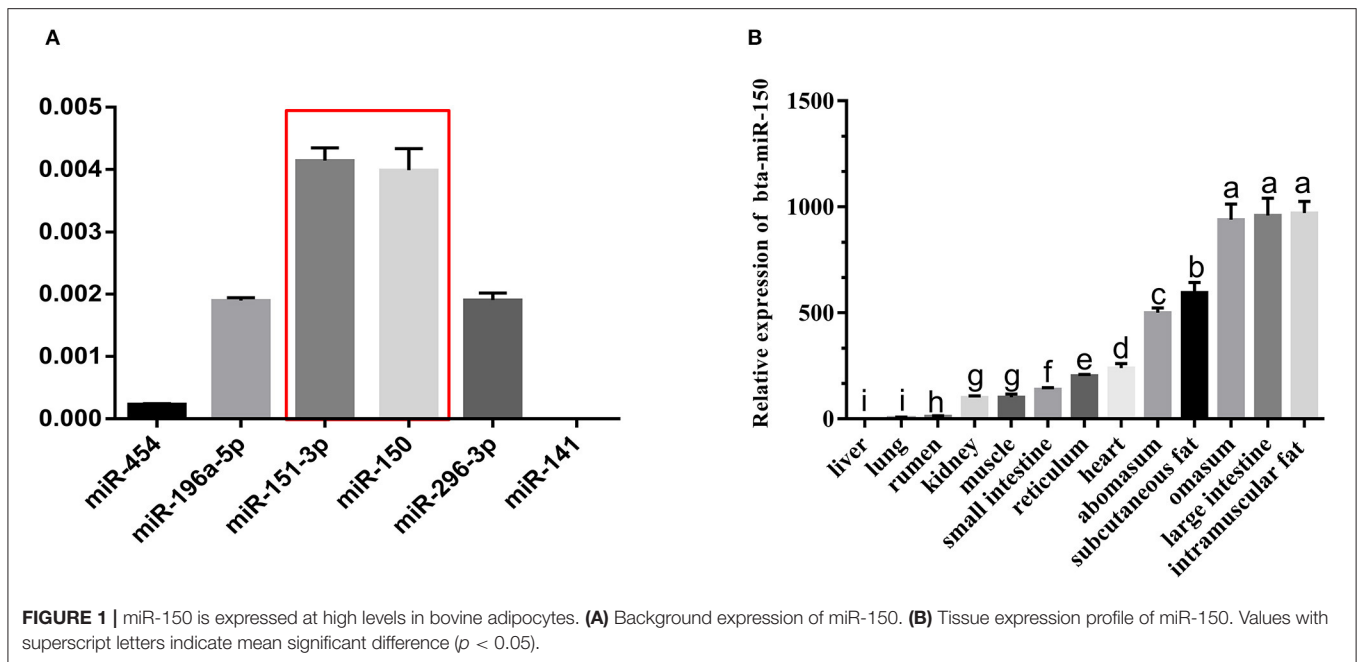 A
0.005
0.004
0.003
0.002
0.001
0.000
miR-454
miR-196a-5p
miR-151-3p
miR-150
miR-296-3p
miR-141
B
Relative expression of bta-miR-150
1500
1000
500
0
i
i
h
g
g
f
e
d
c
b
a
a
a
liver
lung
rumen
kidney
muscle
small intestine
reticulum
heart
abomasum
subcutaneous fat
omasum
large intestine
intramuscular fat
FIGURE 1 | miR-150 is expressed at high levels in bovine adipocytes. (A) Background expression of miR-150. (B) Tissue expression profile of miR-150. Values with
superscript letters indicate mean significant difference (p < 0.05).